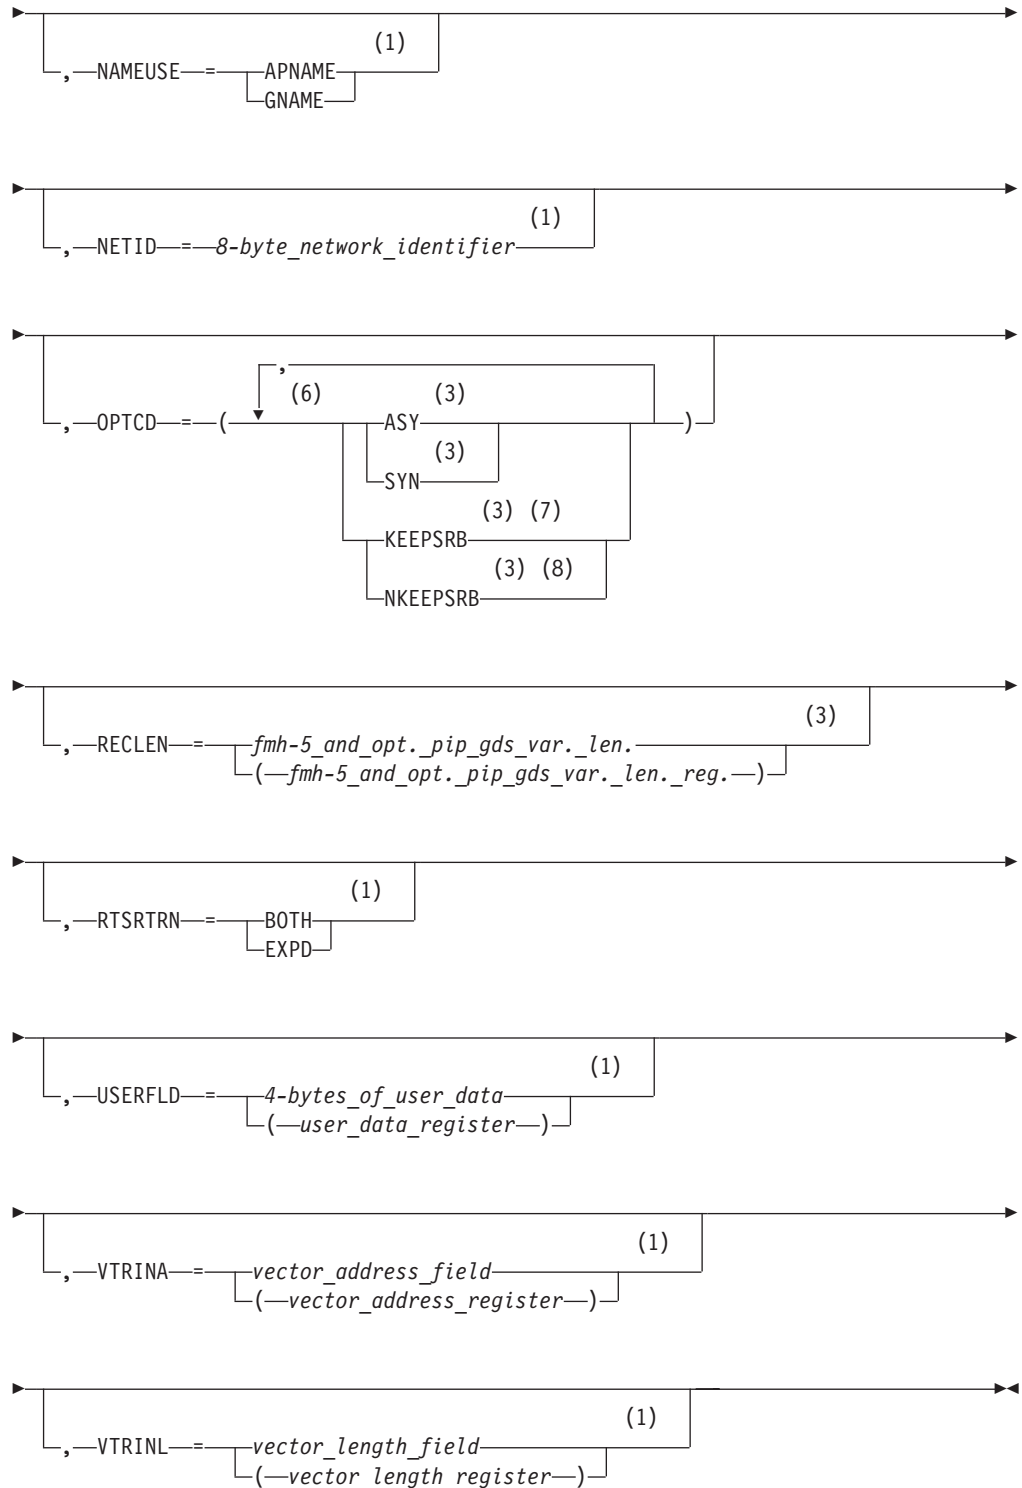 (1)
,—NAMEUSE—=—APNAME
GNAME
(1)
,—NETID—=—8-byte_network_identifier
,
(6) (3)
,—OPTCD—=—(—ASY—)
(3)
SYN
(3) (7)
KEEPSRB
(3) (8)
NKEEPSRB
(3)
,—RECLEN—=—fmh-5_and_opt._pip_gds_var._len.
(—fmh-5_and_opt._pip_gds_var._len._reg.—)
(1)
,—RTSRTRN—=—BOTH
EXPD
(1)
,—USERFLD—=—4-bytes_of_user_data
(—user_data_register—)
(1)
,—VTRINA—=—vector_address_field
(—vector_address_register—)
(1)
,—VTRINL—=—vector_length_field
(—vector length register—)